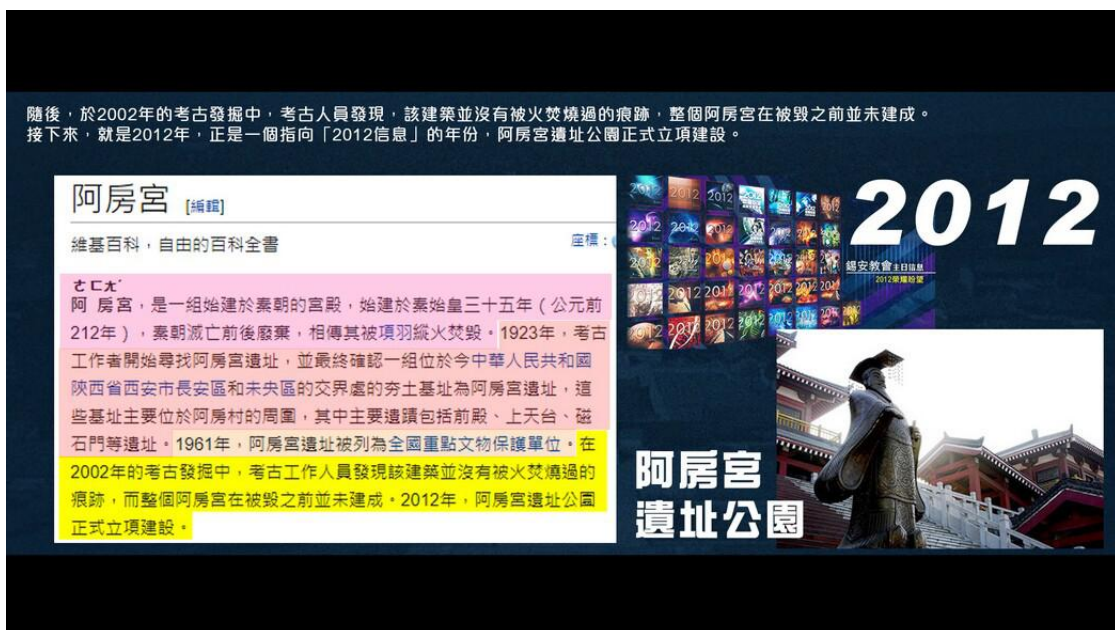 隨後，於2002年的考古發掘中，考古人員發現，該建築並沒有被火焚燒過的痕跡，整個阿房宮在被毀之前並未建成。
接下來，就是2012年，正是一個指向「2012信息」的年份，阿房宮遺址公園正式立項建設。
阿房宮 [編輯]
維基百科，自由的百科全書
座標：
ㄜ ㄈㄤˊ
阿 房宮，是一組始建於秦朝的宮殿，始建於秦始皇三十五年（公元前
212年），秦朝滅亡前後廢棄，相傳其被項羽縱火焚毀。1923年，考古
工作者開始尋找阿房宮遺址，並最終確認一組位於今中華人民共和國
陝西省西安市長安區和未央區的交界處的夯土基址為阿房宮遺址，這
些基址主要位於阿房村的周圍，其中主要遺蹟包括前殿、上天台、磁
石門等遺址。1961年，阿房宮遺址被列為全國重點文物保護單位。在
2002年的考古發掘中，考古工作人員發現該建築並沒有被火焚燒過的
痕跡，而整個阿房宮在被毀之前並未建成。2012年，阿房宮遺址公園
正式立項建設。
2012
錫安教會主日信息
2012榮耀盼望
阿房宮
遺址公園